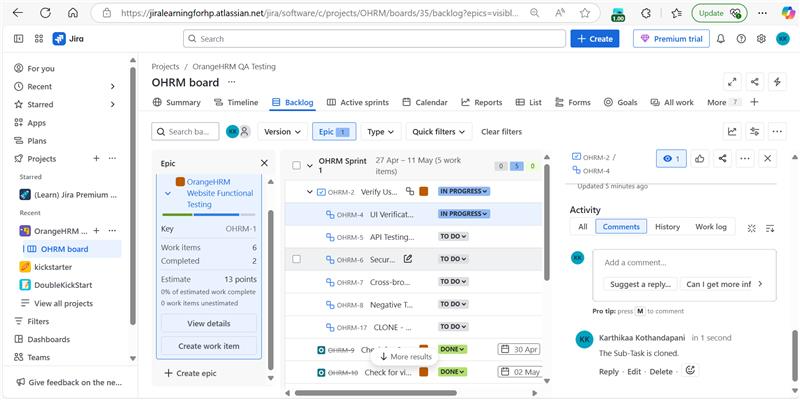 https://jiralearningforhp.atlassian.net/jira/software/c/projects/OHRM/boards/35/backlog?epics=visibl...
1.00
Update
Jira
Search
+ Create
Premium trial
KK
For you
Recent
Starred
Apps
Plans
Projects
Starred
(Learn) Jira Premium ...
Recent
OrangeHRM ...
OHRM board
kickstarter
DoubleKickStart
View all projects
Filters
Dashboards
Teams
Give feedback on the ne...
Projects / OrangeHRM QA Testing
OHRM board
Summary Timeline Backlog Active sprints Calendar Reports List Forms Goals All work More 7
Search ba...
KK
Version
Epic 1
Type
Quick filters
Clear filters
Epic
OrangeHRM
Website Functional
Testing
Key OHRM-1
Work items 6
Completed 2
Estimate 13 points
0% of estimated work complete
0 work items unestimated
View details
Create work item
+ Create epic
OHRM Sprint 1 27 Apr – 11 May (5 work items) 0 5 0
OHRM-2 Verify Us... IN PROGRESS
OHRM-4 UI Verificat... IN PROGRESS
OHRM-5 API Testing... TO DO
OHRM-6 Secur... TO DO
OHRM-7 Cross-bro... TO DO
OHRM-8 Negative T... TO DO
OHRM-17 CLONE - ... TO DO
OHRM-9 DONE 30 Apr
More results
OHRM-10 Check for vi... DONE 02 May
OHRM-2 /
OHRM-4
1
Updated 5 minutes ago
Activity
All Comments History Work log
KK
Add a comment...
Suggest a reply...
Can I get more inf
Pro tip: press M to comment
KK
Karthikaa Kothandapani in 1 second
The Sub-Task is cloned.
Reply · Edit · Delete ·